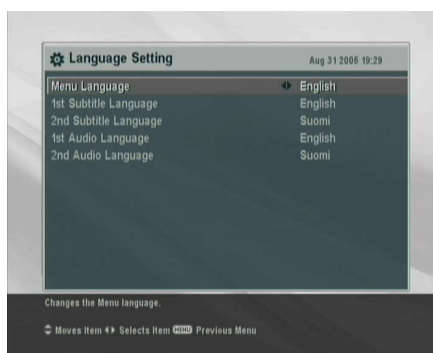 Language Setting Aug 31 2005 19:29
Menu Language English
1st Subtitle Language English
2nd Subtitle Language Suomi
1st Audio Language English
2nd Audio Language Suomi
Changes the Menu language.
Moves Item Selects Item MENU Previous Menu